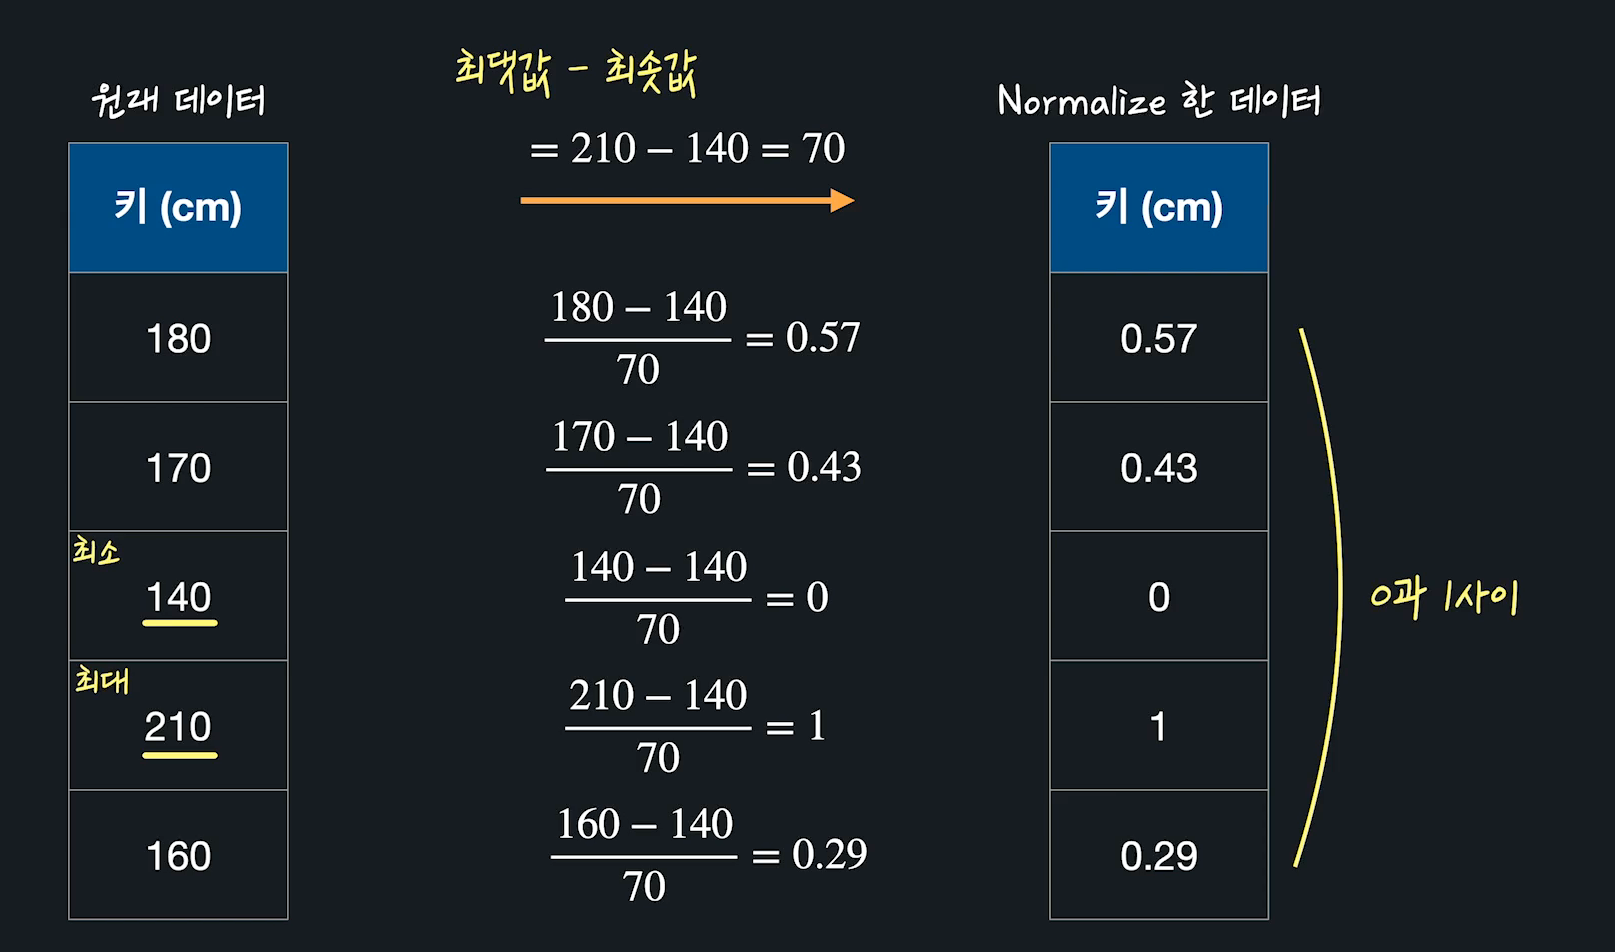 원래 데이터
키 (cm)
180
170
최소
140
최대
210
160
최댓값 - 최솟값
= 210 − 140 = 70
180 − 140
70
= 0.57
170 − 140
70
= 0.43
140 − 140
70
= 0
210 − 140
70
= 1
160 − 140
70
= 0.29
Normalize 한 데이터
키 (cm)
0.57
0.43
0
1
0.29
0과 1사이